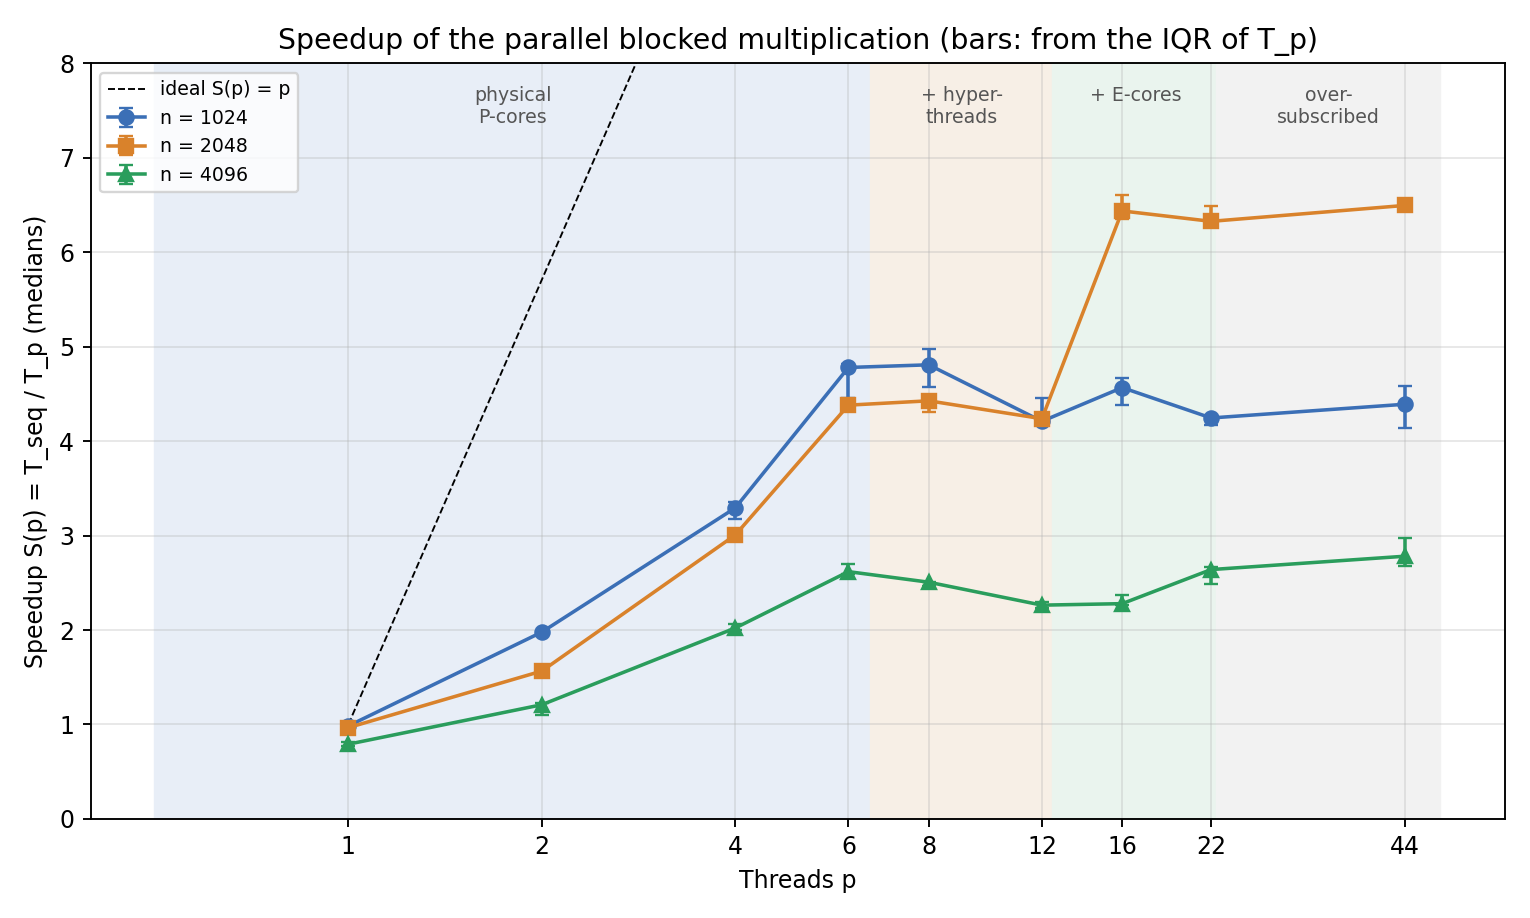 Speedup of the parallel blocked multiplication (bars: from the IQR of T_p)
ideal S(p) = p
n = 1024
n = 2048
n = 4096
physical
P-cores
+ hyper-
threads
+ E-cores
over-
subscribed
Speedup S(p) = T_seq / T_p (medians)
8
7
6
5
4
3
2
1
0
1 2 4 6 8 12 16 22 44
Threads p